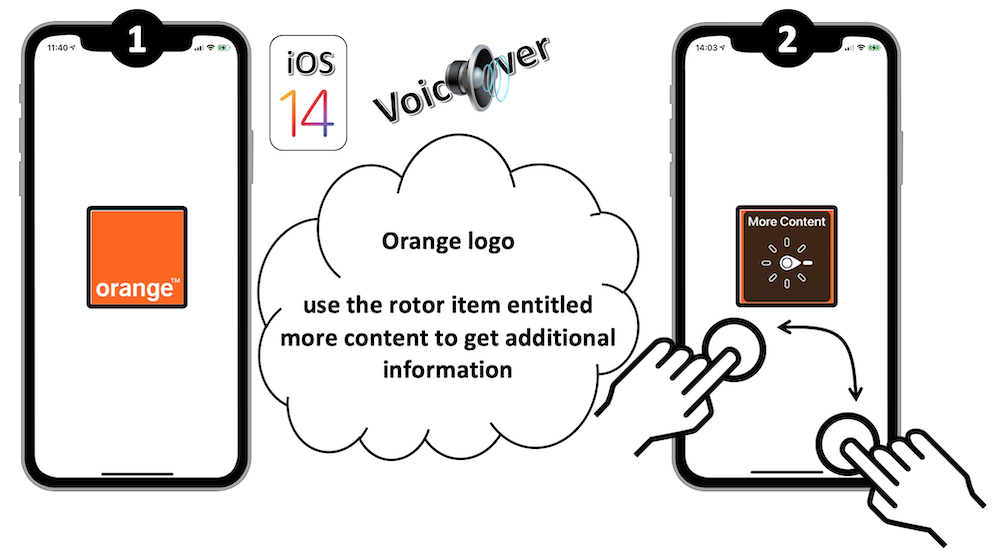 1
11:40
orange™
iOS
14
VoiceOver
Orange logo
use the rotor item entitled
more content to get additional
information
2
14:03
More Content